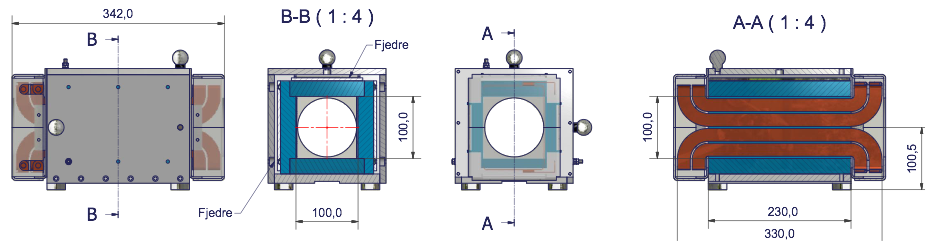 342,0
B
B
B-B ( 1 : 4 )
Fjedre
100,0
Fjedre
100,0
A
A
A-A ( 1 : 4 )
100,0
100,5
230,0
330,0